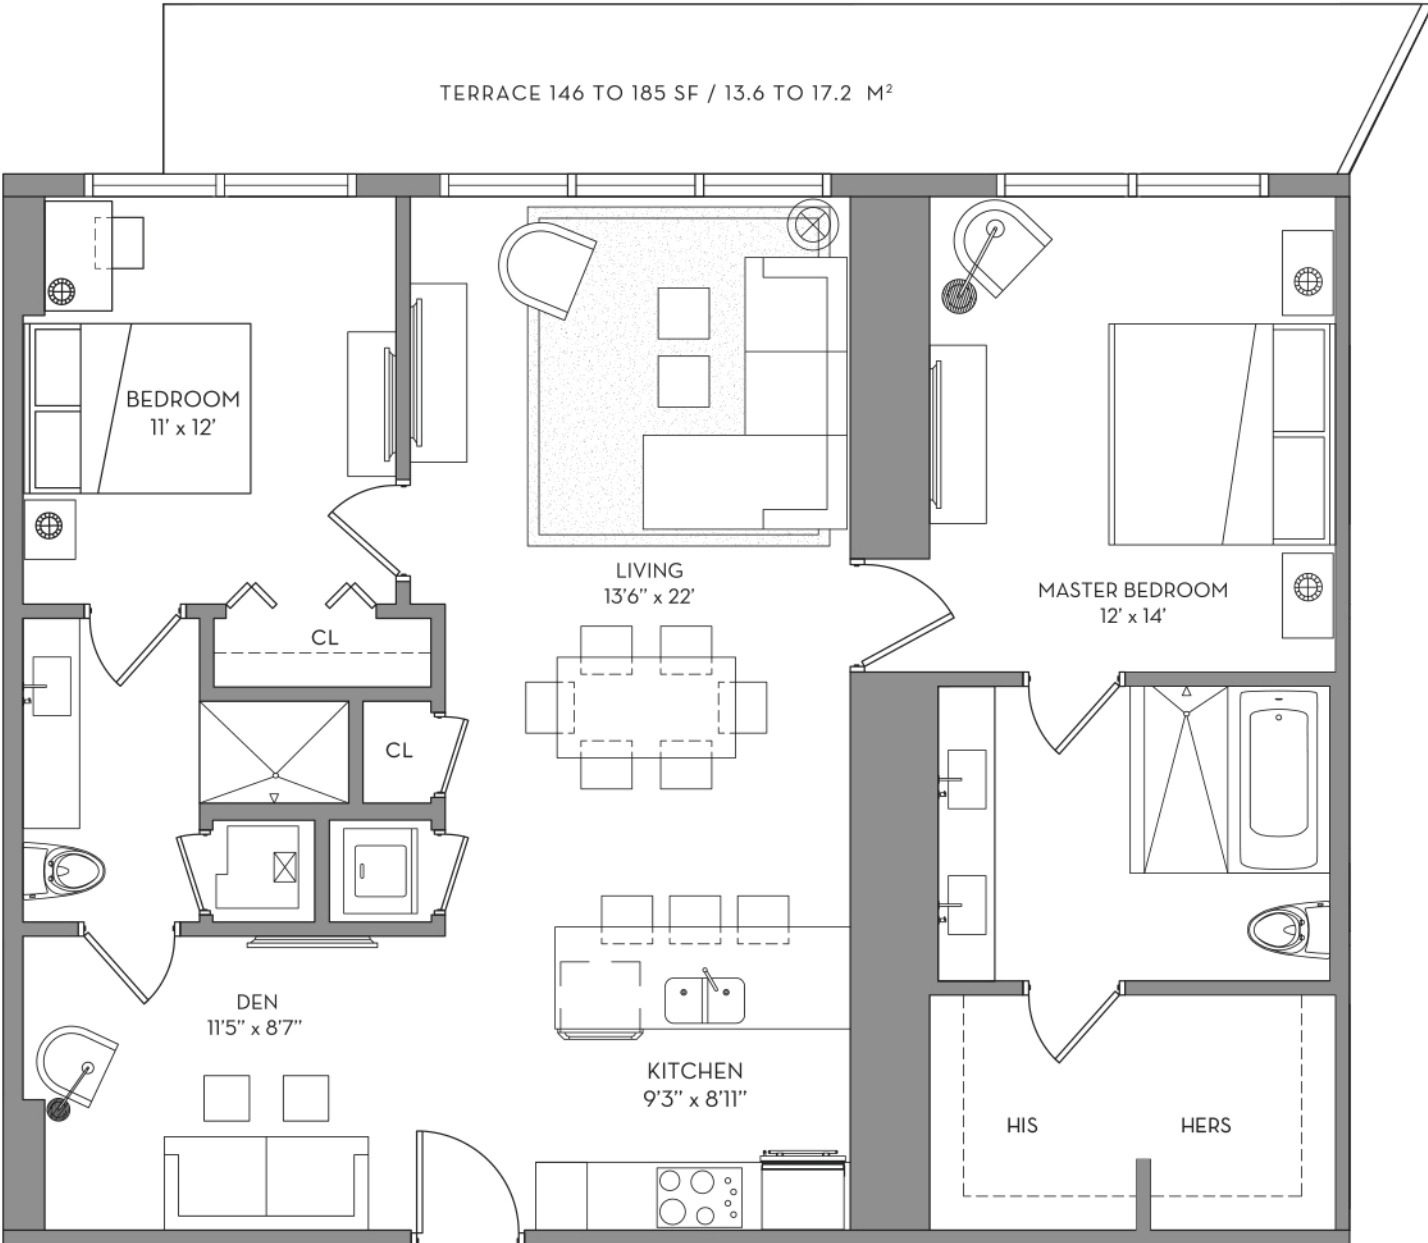 TERRACE 146 TO 185 SF / 13.6 TO 17.2 M²
BEDROOM
11’ x 12’
LIVING
13’6” x 22’
MASTER BEDROOM
12’ x 14’
CL
CL
DEN
11’5” x 8’7”
KITCHEN
9’3” x 8’11”
HIS
HERS